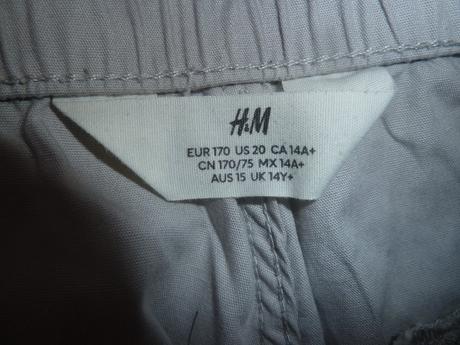 H&M
EUR 170 US 20 CA 14A+
CN 170/75 MX 14A+
AUS 15 UK 14Y+